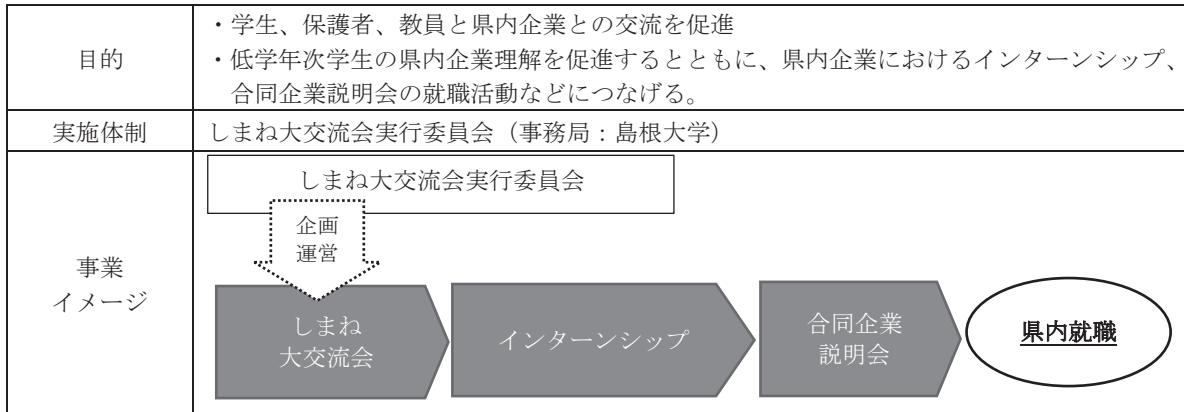 目的
・学生、保護者、教員と県内企業との交流を促進
・低学年次学生の県内企業理解を促進するとともに、県内企業におけるインターンシップ、
合同企業説明会の就職活動などにつなげる。
実施体制
しまね大交流会実行委員会（事務局：島根大学）
事業
イメージ
しまね大交流会実行委員会
企画
運営
しまね
大交流会
インターンシップ
合同企業
説明会
県内就職